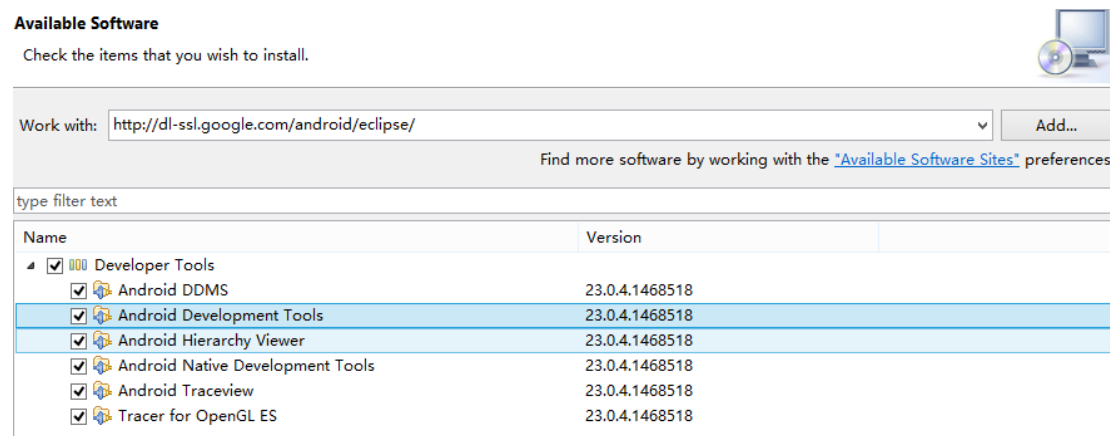 Available Software
Check the items that you wish to install.
Work with: http://dl-ssl.google.com/android/eclipse/ Add...
Find more software by working with the "Available Software Sites" preferences
type filter text
Name Version
Developer Tools
Android DDMS 23.0.4.1468518
Android Development Tools 23.0.4.1468518
Android Hierarchy Viewer 23.0.4.1468518
Android Native Development Tools 23.0.4.1468518
Android Traceview 23.0.4.1468518
Tracer for OpenGL ES 23.0.4.1468518